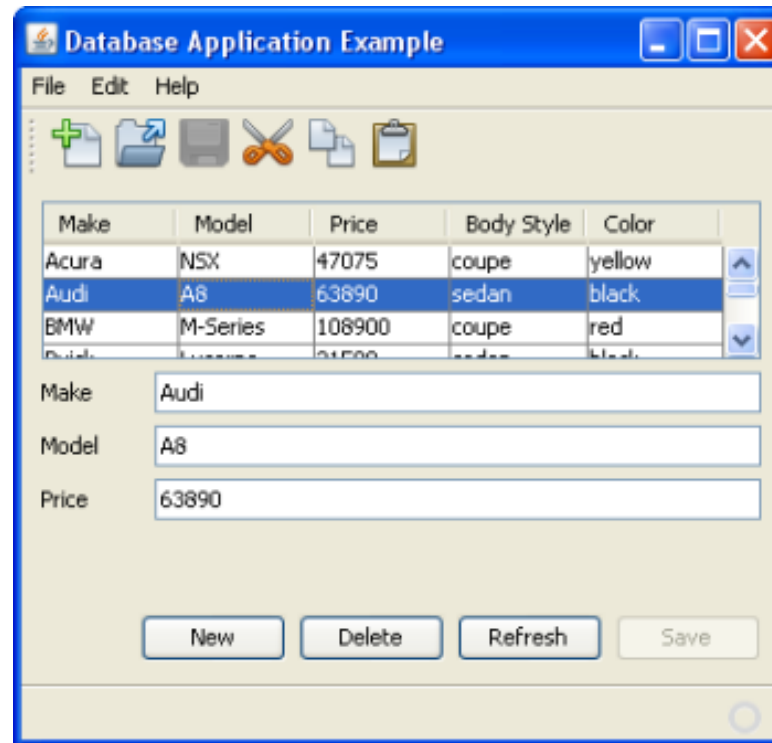 Database Application Example
File Edit Help
Make Model Price Body Style Color
Acura NSX 47075 coupe yellow
Audi A8 63890 sedan black
BMW M-Series 108900 coupe red
Make Audi
Model A8
Price 63890
New Delete Refresh Save